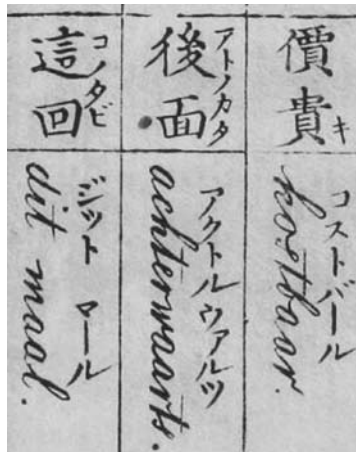 價貴
キ
コストバール
kostbaar.
後面
アトノカタ
アクトルウアルツ
achterwaarts.
這回
コノタビ
ジット マール
dit maal.